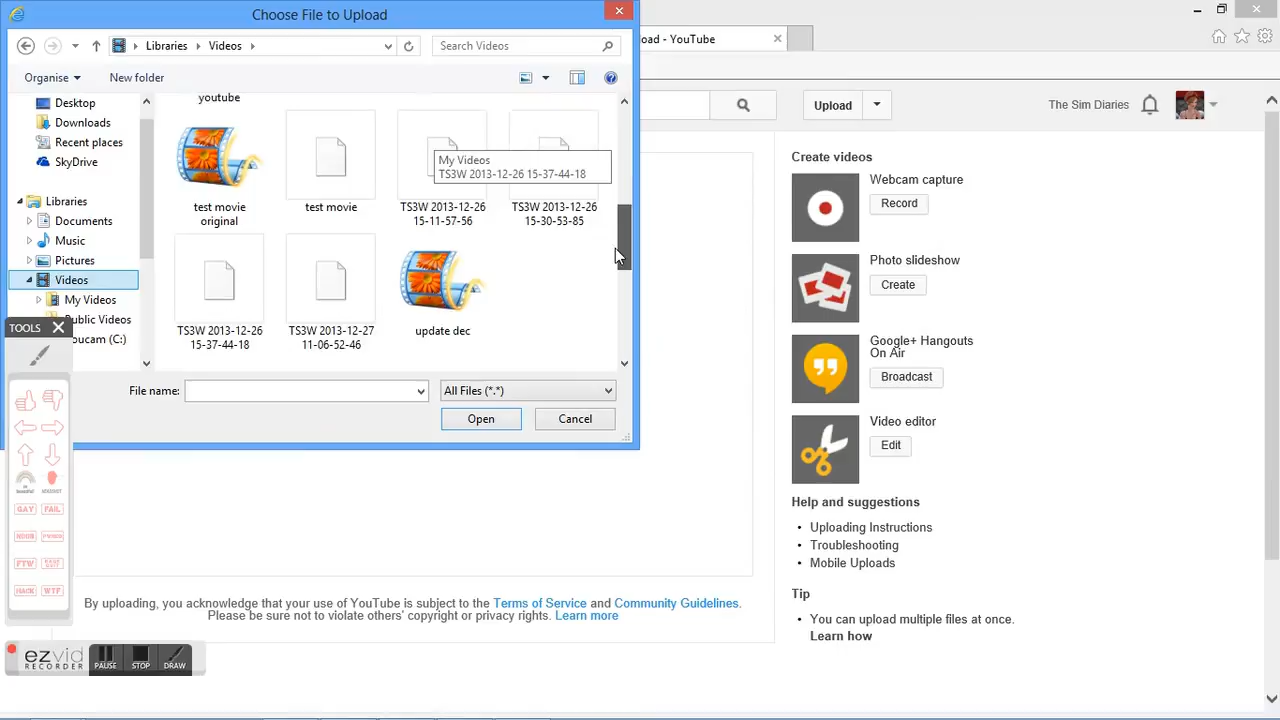 Choose File to Upload
Libraries
Videos
Search Videos
oad - YouTube
Organise
New folder
youtube
Desktop
Downloads
Recent places
SkyDrive
Libraries
Documents
Music
Pictures
Videos
My Videos
Public Videos
oucam (C:)
test movie
original
test movie
TS3W 2013-12-26
15-11-57-56
TS3W 2013-12-26
15-30-53-85
My Videos
TS3W 2013-12-26 15-37-44-18
TS3W 2013-12-26
15-37-44-18
TS3W 2013-12-27
11-06-52-46
update dec
File name:
All Files (*.*)
Open
Cancel
Upload
The Sim Diaries
Create videos
Webcam capture
Record
Photo slideshow
Create
Google+ Hangouts
On Air
Broadcast
Video editor
Edit
Help and suggestions
• Uploading Instructions
• Troubleshooting
• Mobile Uploads
Tip
• You can upload multiple files at once.
Learn how
By uploading, you acknowledge that your use of YouTube is subject to the Terms of Service and Community Guidelines.
Please be sure not to violate others' copyright or privacy rights. Learn more
TOOLS
GAY
FAIL
FTW
HACK
WTF
ezvid
RECORDER
PAUSE
STOP
DRAW